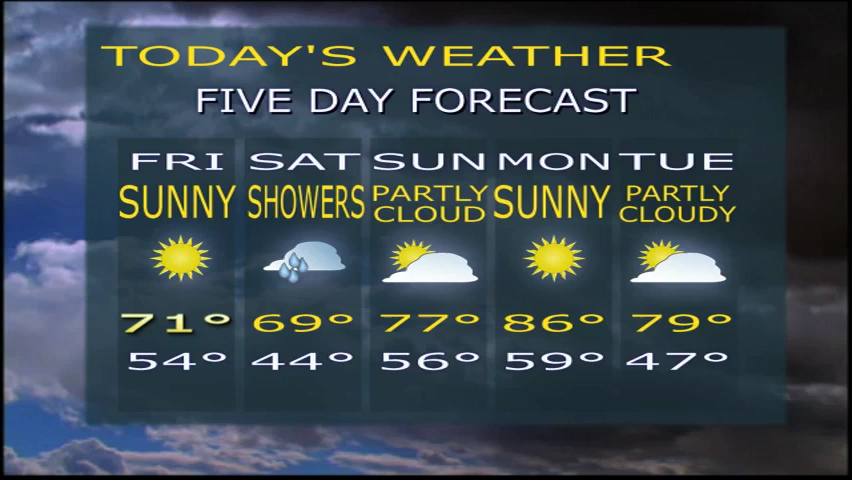 TODAY'S WEATHER
FIVE DAY FORECAST
FRI SAT SUN MON TUE
SUNNY SHOWERS PARTLY CLOUD SUNNY PARTLY CLOUDY
71° 69° 77° 86° 79°
54° 44° 56° 59° 47°